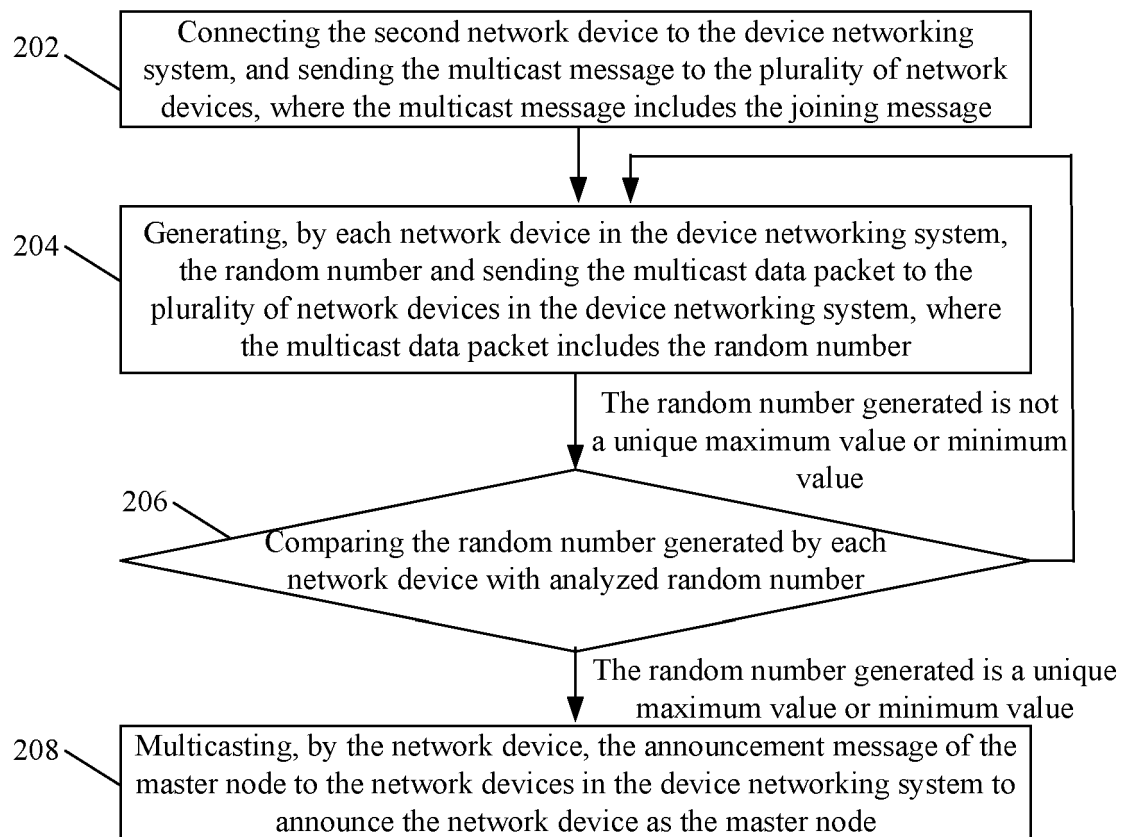 202
Connecting the second network device to the device networking
system, and sending the multicast message to the plurality of network
devices, where the multicast message includes the joining message
204
Generating, by each network device in the device networking system,
the random number and sending the multicast data packet to the
plurality of network devices in the device networking system, where
the multicast data packet includes the random number
The random number generated is not
a unique maximum value or minimum
value
206
Comparing the random number generated by each
network device with analyzed random number
The random number generated is a unique
maximum value or minimum value
208
Multicasting, by the network device, the announcement message of the
master node to the network devices in the device networking system to
announce the network device as the master node